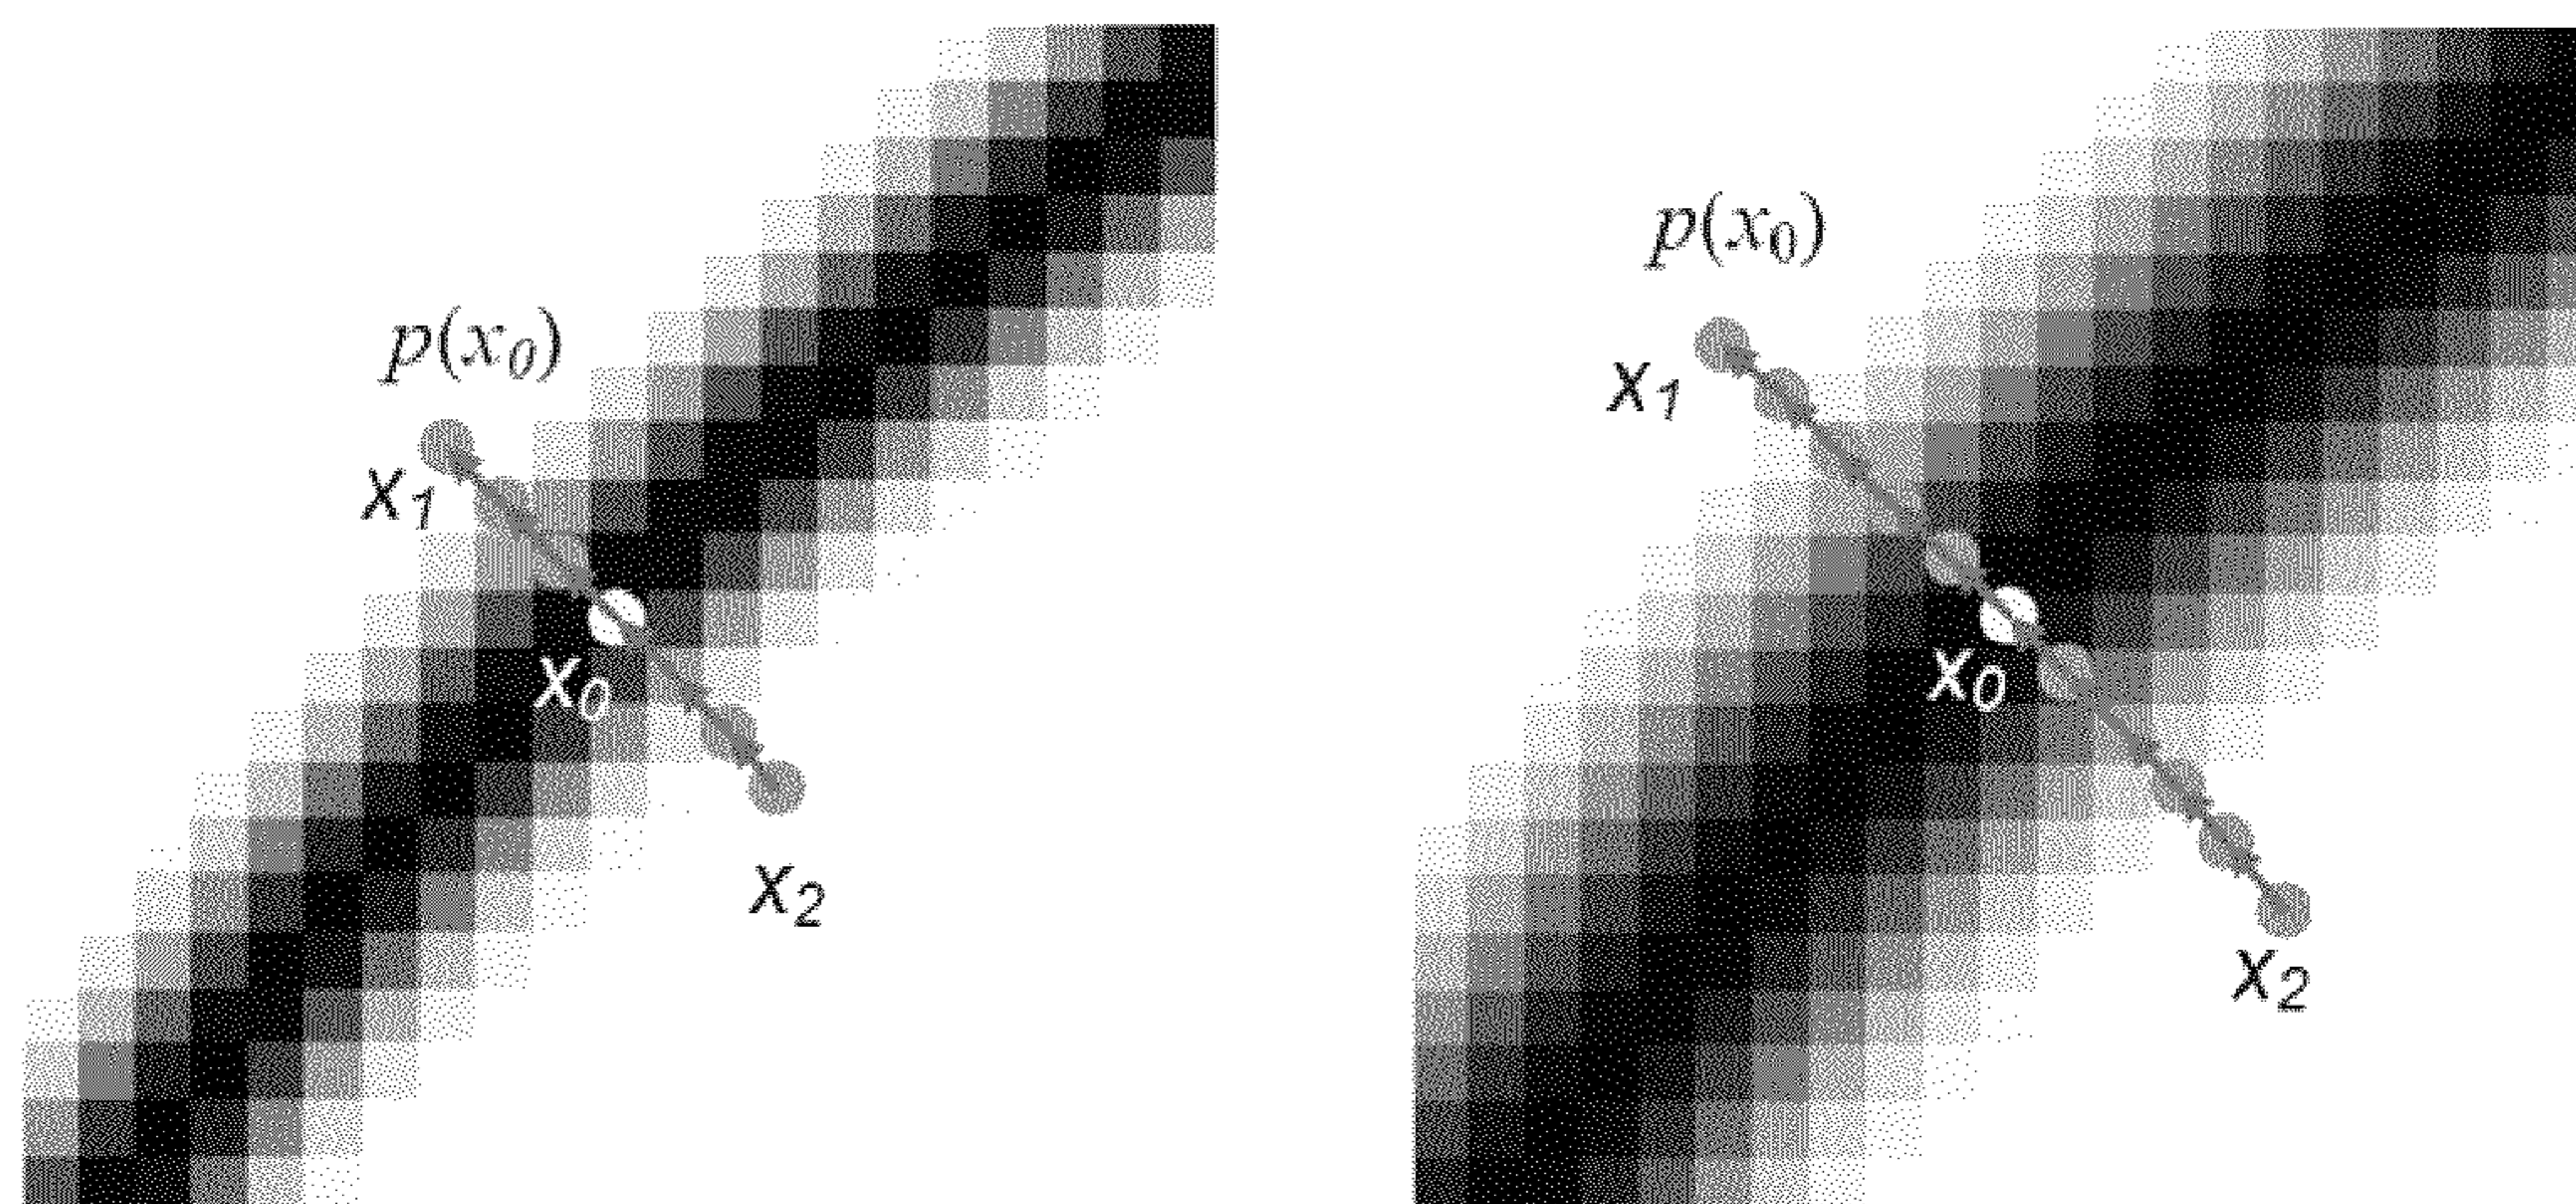 p(x₀)
x₁
x₀
x₂
p(x₀)
x₁
x₀
x₂